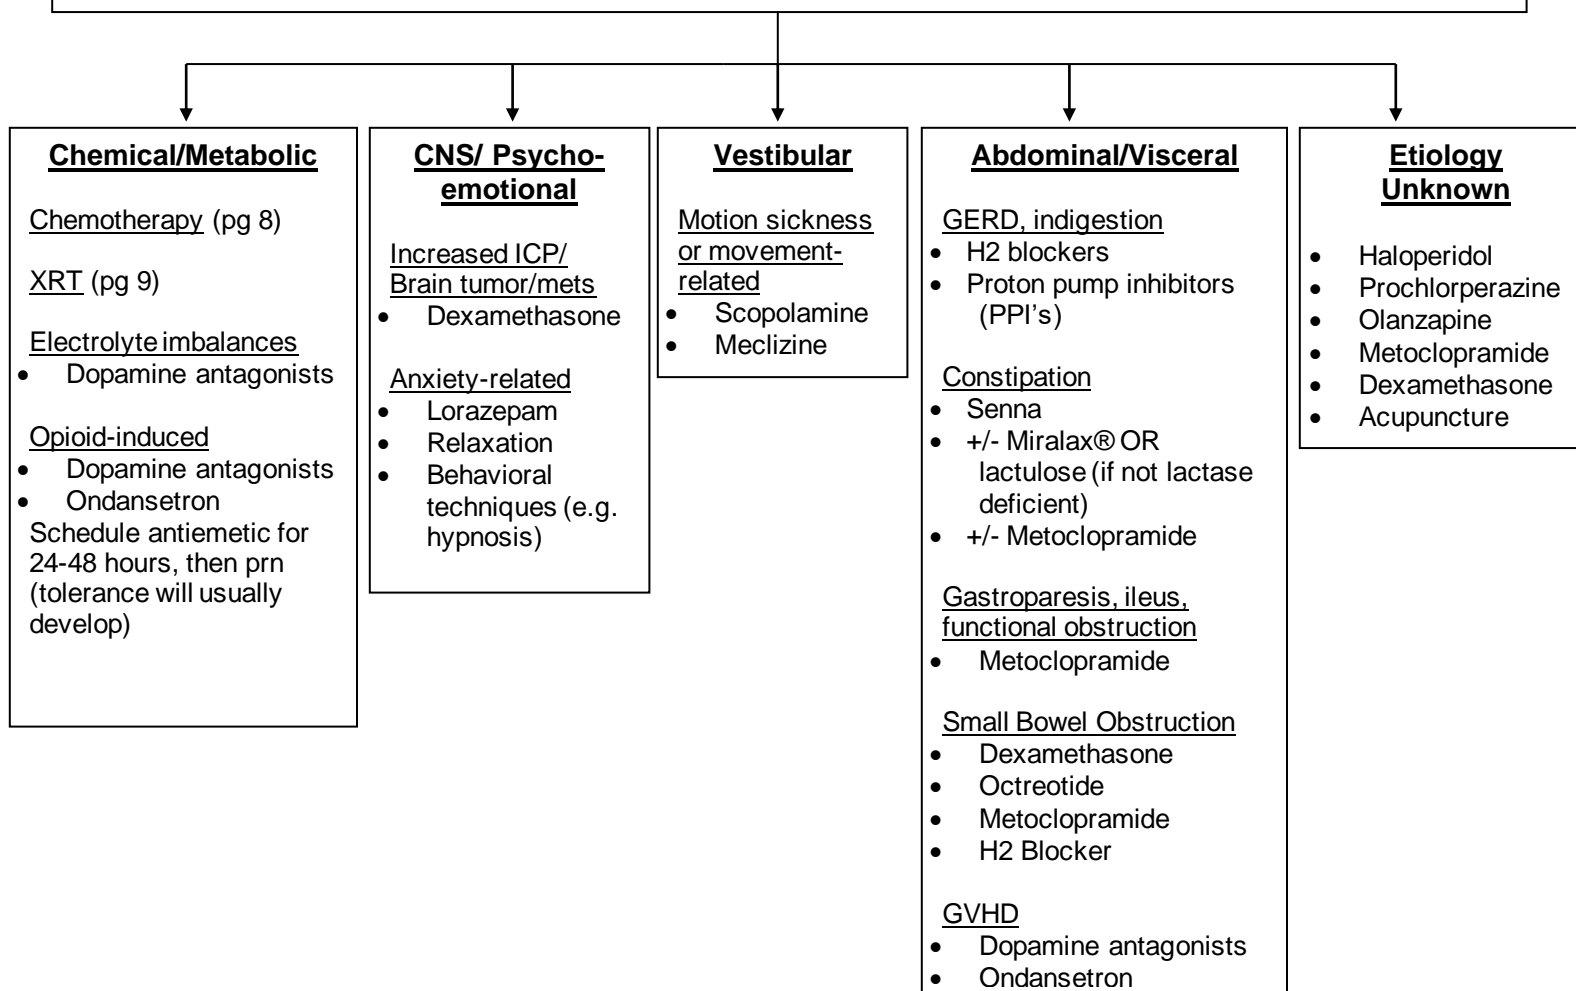 Chemical/Metabolic
Chemotherapy (pg 8)
XRT (pg 9)
Electrolyte imbalances
• Dopamine antagonists
Opioid-induced
• Dopamine antagonists
• Ondansetron
Schedule antiemetic for
24-48 hours, then prn
(tolerance will usually
develop)
CNS/ Psycho-
emotional
Increased ICP/
Brain tumor/mets
• Dexamethasone
Anxiety-related
• Lorazepam
• Relaxation
• Behavioral
techniques (e.g.
hypnosis)
Vestibular
Motion sickness
or movement-
related
• Scopolamine
• Meclizine
Abdominal/Visceral
GERD, indigestion
• H2 blockers
• Proton pump inhibitors
(PPI’s)
Constipation
• Senna
• +/- Miralax® OR
lactulose (if not lactase
deficient)
• +/- Metoclopramide
Gastroparesis, ileus,
functional obstruction
• Metoclopramide
Small Bowel Obstruction
• Dexamethasone
• Octreotide
• Metoclopramide
• H2 Blocker
GVHD
• Dopamine antagonists
• Ondansetron
Etiology
Unknown
• Haloperidol
• Prochlorperazine
• Olanzapine
• Metoclopramide
• Dexamethasone
• Acupuncture